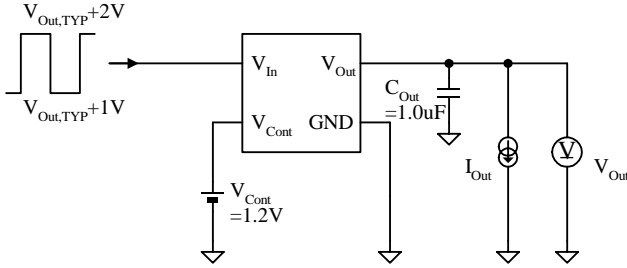 V_Out,TYP+2V
V_Out,TYP+1V
V_In
V_Out
V_Cont
GND
C_Out
=1.0uF
I_Out
V
V_Out
V_Cont
=1.2V